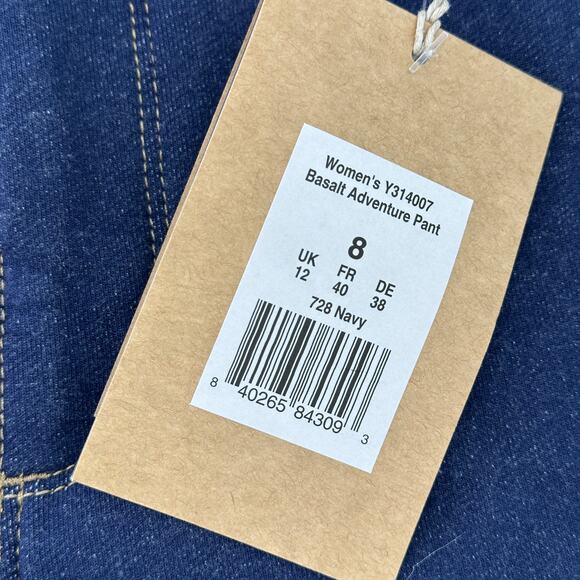 Women's Y314007
Basalt Adventure Pant
8
UK FR DE
12 40 38
728 Navy
8 40265 84309 3